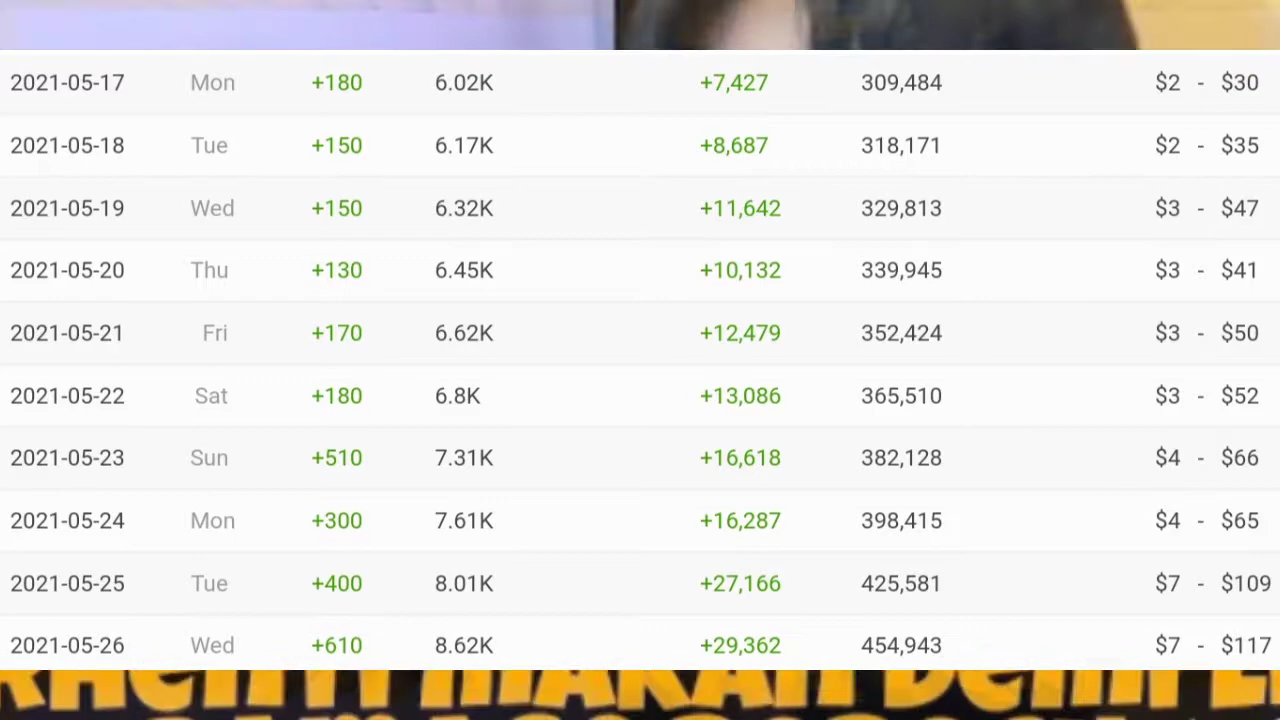 2021-05-17 Mon +180 6.02K +7,427 309,484 $2 - $30
2021-05-18 Tue +150 6.17K +8,687 318,171 $2 - $35
2021-05-19 Wed +150 6.32K +11,642 329,813 $3 - $47
2021-05-20 Thu +130 6.45K +10,132 339,945 $3 - $41
2021-05-21 Fri +170 6.62K +12,479 352,424 $3 - $50
2021-05-22 Sat +180 6.8K +13,086 365,510 $3 - $52
2021-05-23 Sun +510 7.31K +16,618 382,128 $4 - $66
2021-05-24 Mon +300 7.61K +16,287 398,415 $4 - $65
2021-05-25 Tue +400 8.01K +27,166 425,581 $7 - $109
2021-05-26 Wed +610 8.62K +29,362 454,943 $7 - $117
MAKAN DEMI